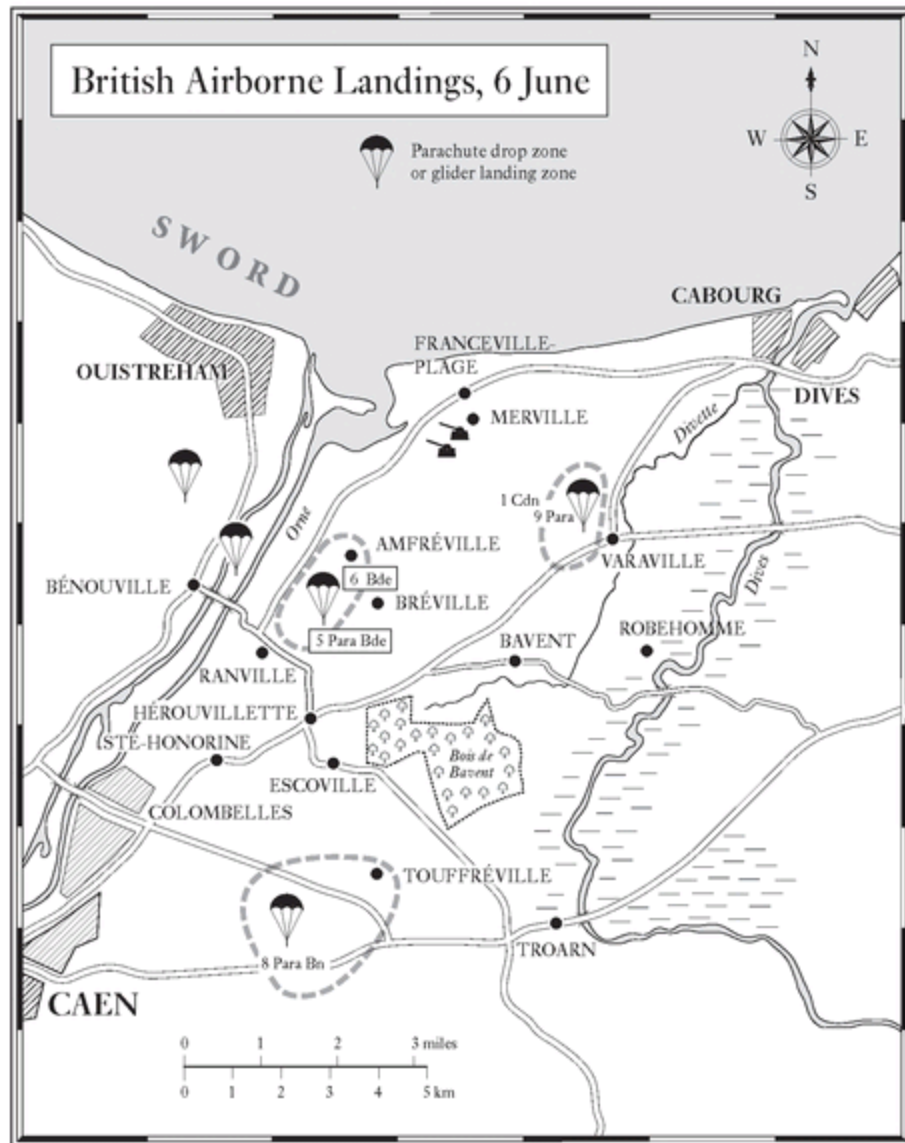 British Airborne Landings, 6 June
N
W
E
S
Parachute drop zone
or glider landing zone
SWORD
CABOURG
FRANCEVILLE-
PLAGE
OUISTREHAM
DIVES
MERVILLE
Divette
1 Cdn
9 Para
Orne
AMFRÉVILLE
VARAVILLE
6 Bde
BÉNOUVILLE
BRÉVILLE
Dives
5 Para Bde
ROBEHOMME
BAVENT
RANVILLE
HÉROUVILLETTE
STE-HONORINE
Bois de
Bavent
ESCOVILLE
COLOMBELLES
TOUFFRÉVILLE
TROARN
8 Para Bn
CAEN
0 1 2 3 miles
0 1 2 3 4 5 km